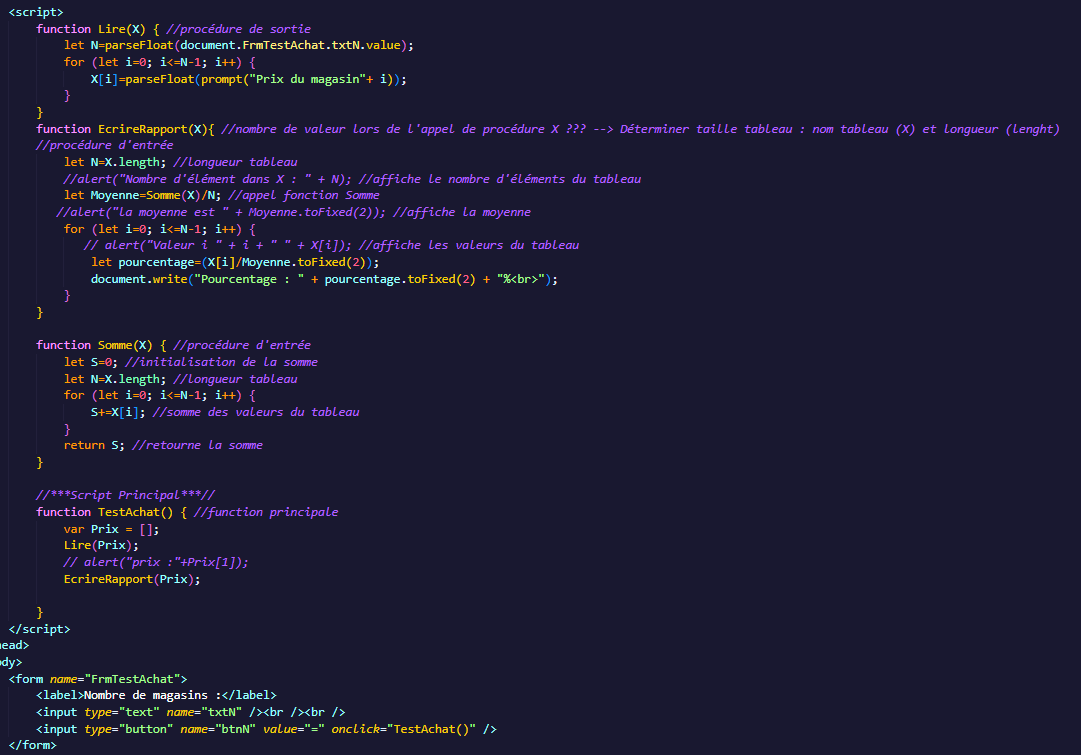 <script>
function Lire(X) { //procédure de sortie
let N=parseFloat(document.FrmTestAchat.txtN.value);
for (let i=0; i<=N-1; i++) {
X[i]=parseFloat(prompt("Prix du magasin"+ i));
}
}
function EcrireRapport(X){ //nombre de valeur lors de l'appel de procédure X ??? --> Déterminer taille tableau : nom tableau (X) et longueur (lenght)
//procédure d'entrée
let N=X.length; //longueur tableau
//alert("Nombre d'élément dans X : " + N); //affiche le nombre d'éléments du tableau
let Moyenne=Somme(X)/N; //appel fonction Somme
//alert("la moyenne est " + Moyenne.toFixed(2)); //affiche la moyenne
for (let i=0; i<=N-1; i++) {
// alert("Valeur i " + i + " " + X[i]); //affiche les valeurs du tableau
let pourcentage=(X[i]/Moyenne.toFixed(2));
document.write("Pourcentage : " + pourcentage.toFixed(2) + "%<br>");
}
}
function Somme(X) { //procédure d'entrée
let S=0; //initialisation de la somme
let N=X.length; //longueur tableau
for (let i=0; i<=N-1; i++) {
S+=X[i]; //somme des valeurs du tableau
}
return S; //retourne la somme
}
//***Script Principal***//
function TestAchat() { //function principale
var Prix = [];
Lire(Prix);
// alert("prix :"+Prix[1]);
EcrireRapport(Prix);
}
</script>
ead>
dy>
<form name="FrmTestAchat">
<label>Nombre de magasins :</label>
<input type="text" name="txtN" /><br /><br />
<input type="button" name="btnN" value="=" onclick="TestAchat()" />
</form>